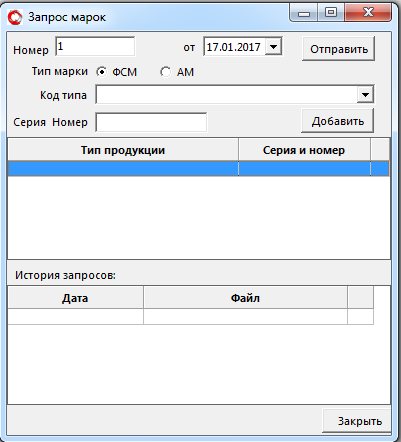 Запрос марок
Номер 1 от 17.01.2017 Отправить
Тип марки ФСМ АМ
Код типа
Серия Номер Добавить
Тип продукции Серия и номер
История запросов:
Дата Файл
Закрыть